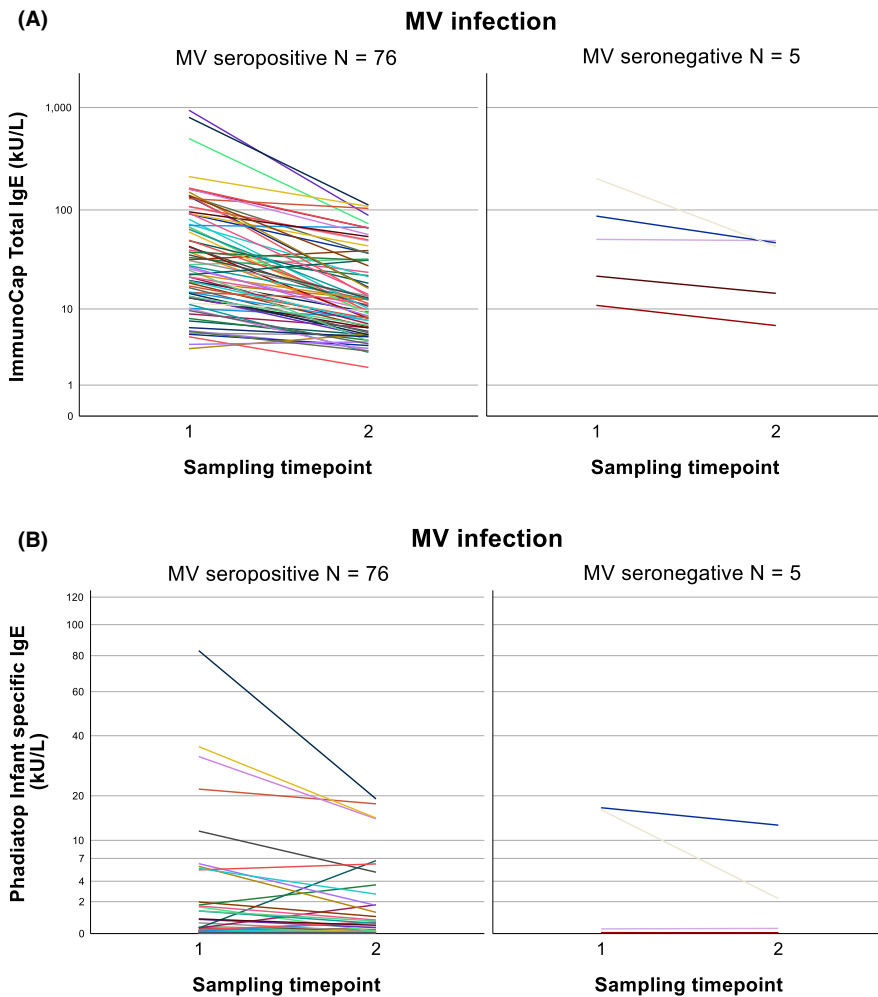 (A)
MV infection
MV seropositive N = 76
MV seronegative N = 5
ImmunoCap Total IgE (kU/L)
1,000
100
10
1
0
1
2
1
2
Sampling timepoint
Sampling timepoint
(B)
MV infection
MV seropositive N = 76
MV seronegative N = 5
Phadiatop Infant specific IgE
(kU/L)
120
100
80
60
40
20
10
7
4
2
0
1
2
1
2
Sampling timepoint
Sampling timepoint